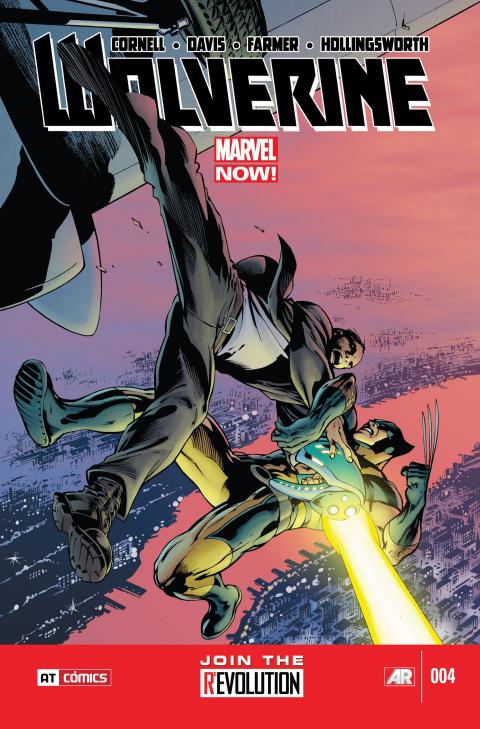 CORNELL • DAVIS • FARMER • HOLLINGSWORTH
WOLVERINE
MARVEL
NOW!
JOIN THE
REVOLUTION
AT CÓMICS
AR
004